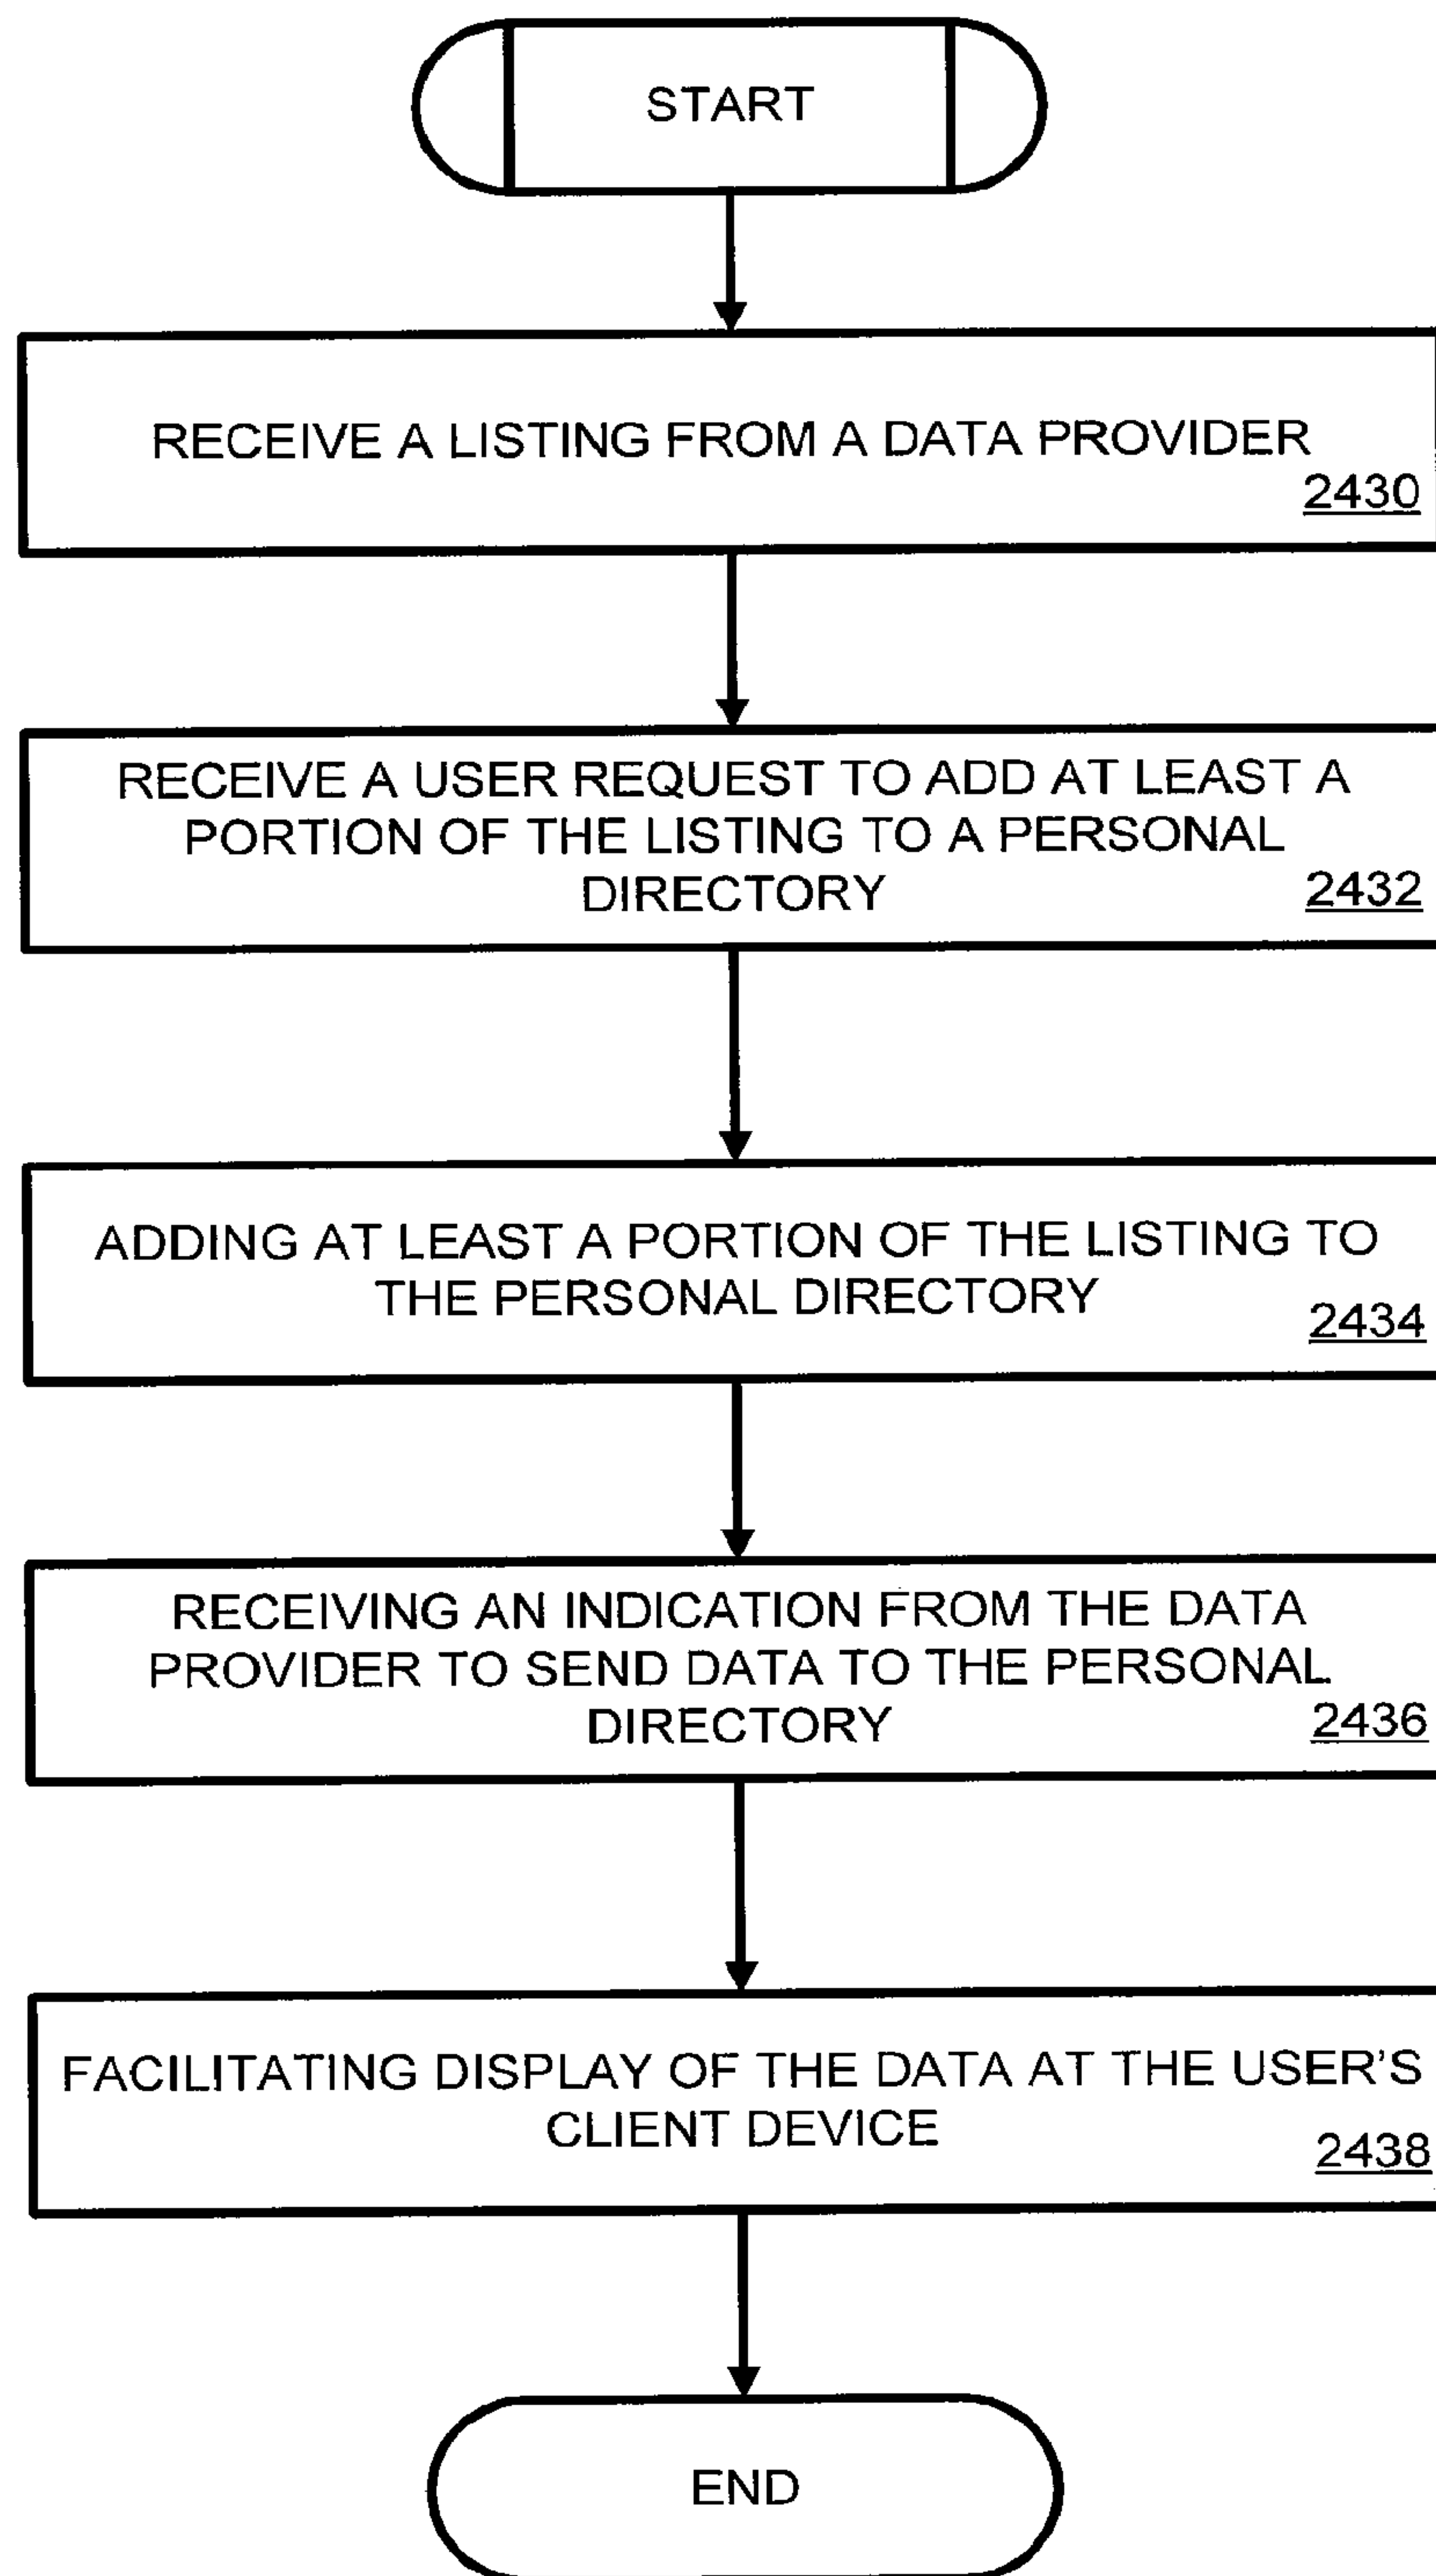 START
RECEIVE A LISTING FROM A DATA PROVIDER
2430
RECEIVE A USER REQUEST TO ADD AT LEAST A
PORTION OF THE LISTING TO A PERSONAL
DIRECTORY
2432
ADDING AT LEAST A PORTION OF THE LISTING TO
THE PERSONAL DIRECTORY
2434
RECEIVING AN INDICATION FROM THE DATA
PROVIDER TO SEND DATA TO THE PERSONAL
DIRECTORY
2436
FACILITATING DISPLAY OF THE DATA AT THE USER'S
CLIENT DEVICE
2438
END